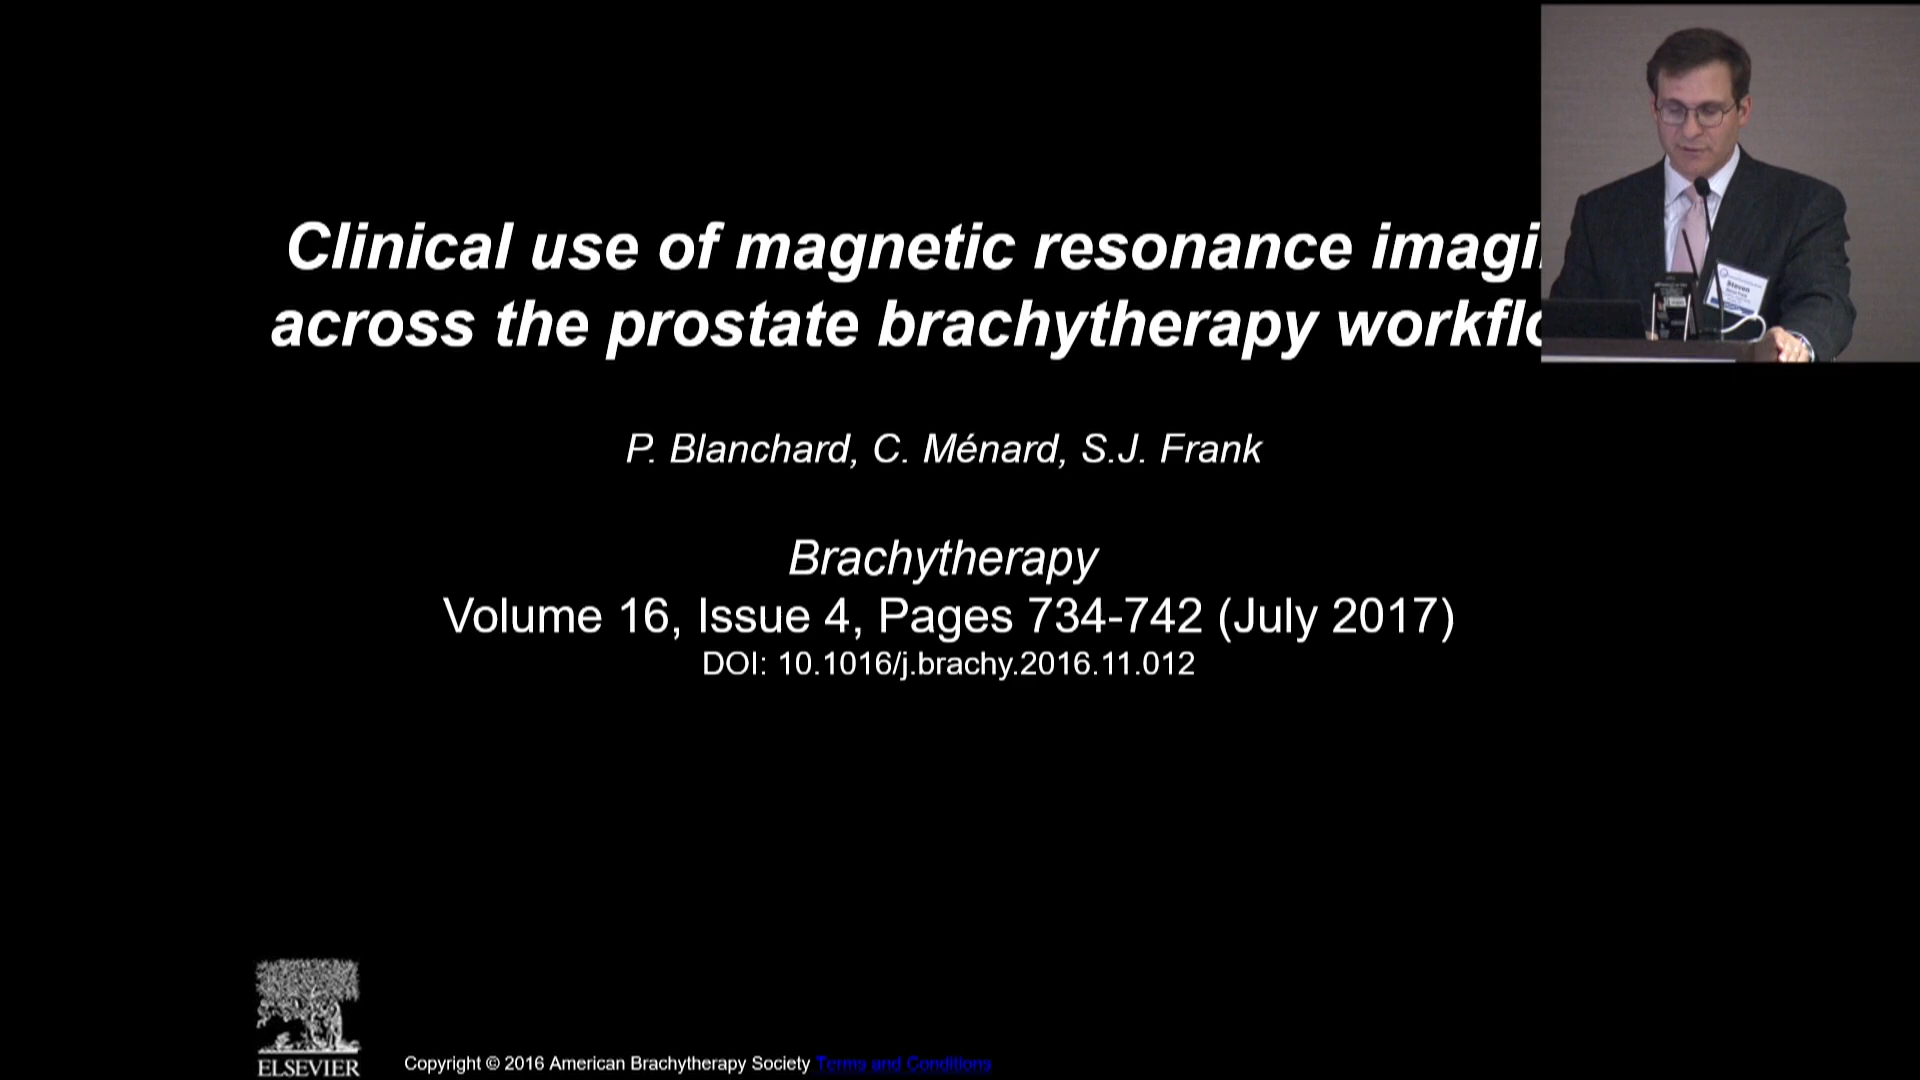 Clinical use of magnetic resonance imagi
across the prostate brachytherapy workflo
P. Blanchard, C. Ménard, S.J. Frank
Brachytherapy
Volume 16, Issue 4, Pages 734-742 (July 2017)
DOI: 10.1016/j.brachy.2016.11.012
Steven
ELSEVIER
Copyright © 2016 American Brachytherapy Society Terms and Conditions